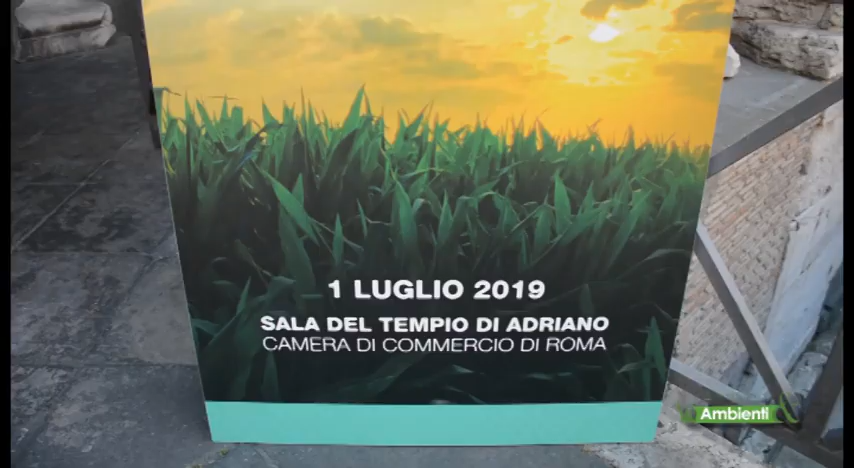 1 LUGLIO 2019
SALA DEL TEMPIO DI ADRIANO
CAMERA DI COMMERCIO DI ROMA
Ambienti